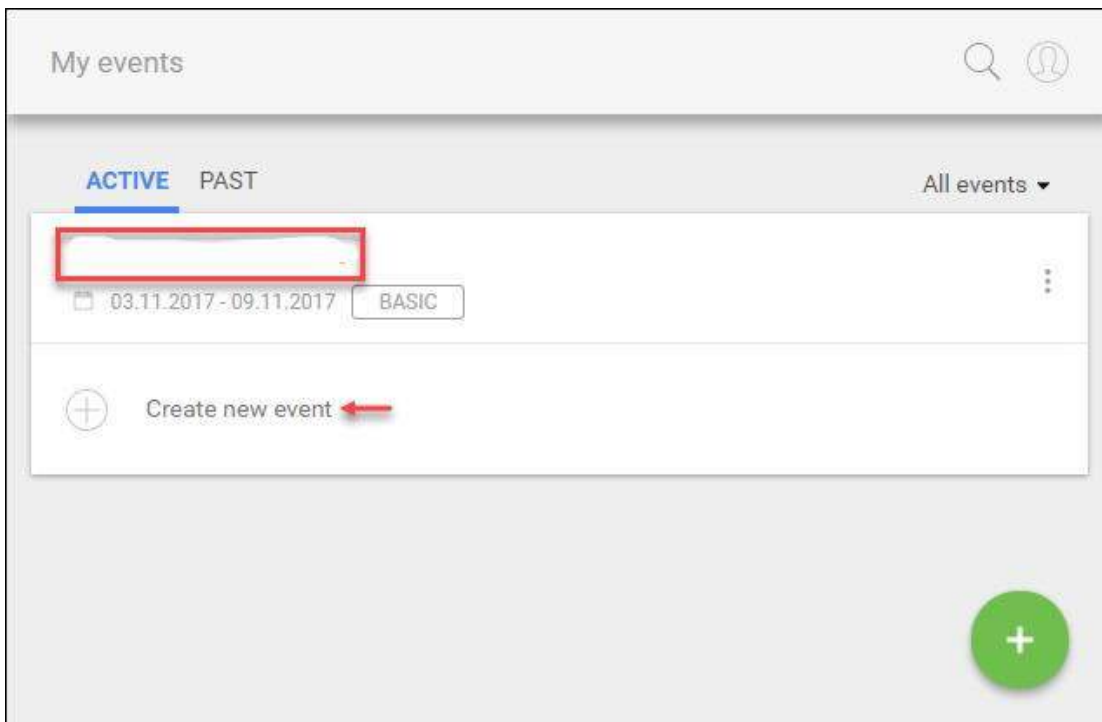 My events
ACTIVE PAST
All events
03.11.2017 - 09.11.2017 BASIC
Create new event